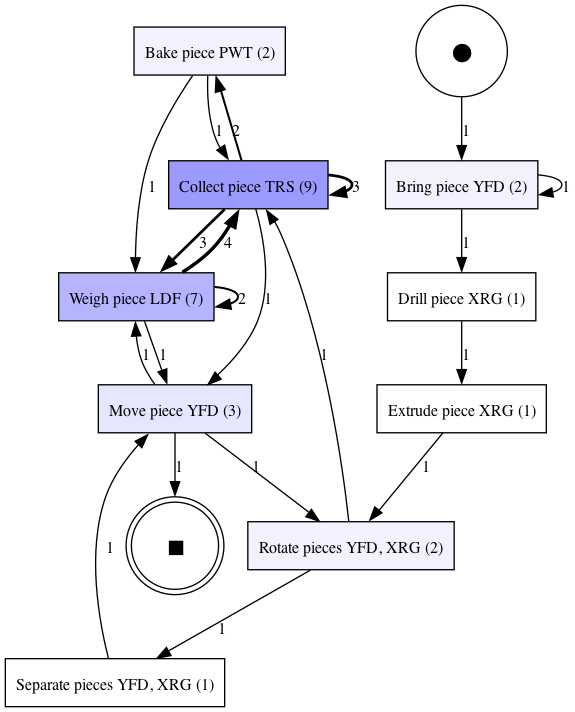 Bake piece PWT (2)
1
1
2
1
Collect piece TRS (9)
3
Bring piece YFD (2)
1
1
3
4
1
Weigh piece LDF (7)
2
Drill piece XRG (1)
1
1
1
1
Move piece YFD (3)
Extrude piece XRG (1)
1
1
1
1
Rotate pieces YFD, XRG (2)
1
1
Separate pieces YFD, XRG (1)